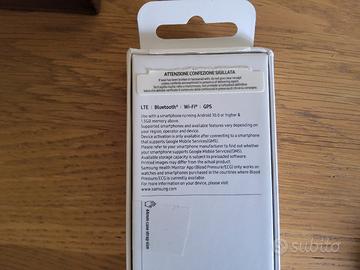 ATTENZIONE CONFEZIONE SIGILLATA
LTE | Bluetooth® | Wi-Fi® | GPS
Use with a smartphone running Android 10.0 or higher &
1.5GB memory above.
Supported smartphones and available features may vary depending on
your region, operator and device.
Device activation is only available after connecting to a smartphone
that supports Google Mobile Services(GMS).
Please refer to your smartphone manufacturer to find out whether
your smartphone supports Google Mobile Services(GMS).
Available storage capacity is subject to preloaded software.
Printed images may differ from the actual product.
Samsung Health Monitor App (Blood Pressure/ECG) only works on
watches and smartphones purchased in the countries where Blood
Pressure/ECG is currently available.
For more information on your device, please visit
www.samsung.com
subito